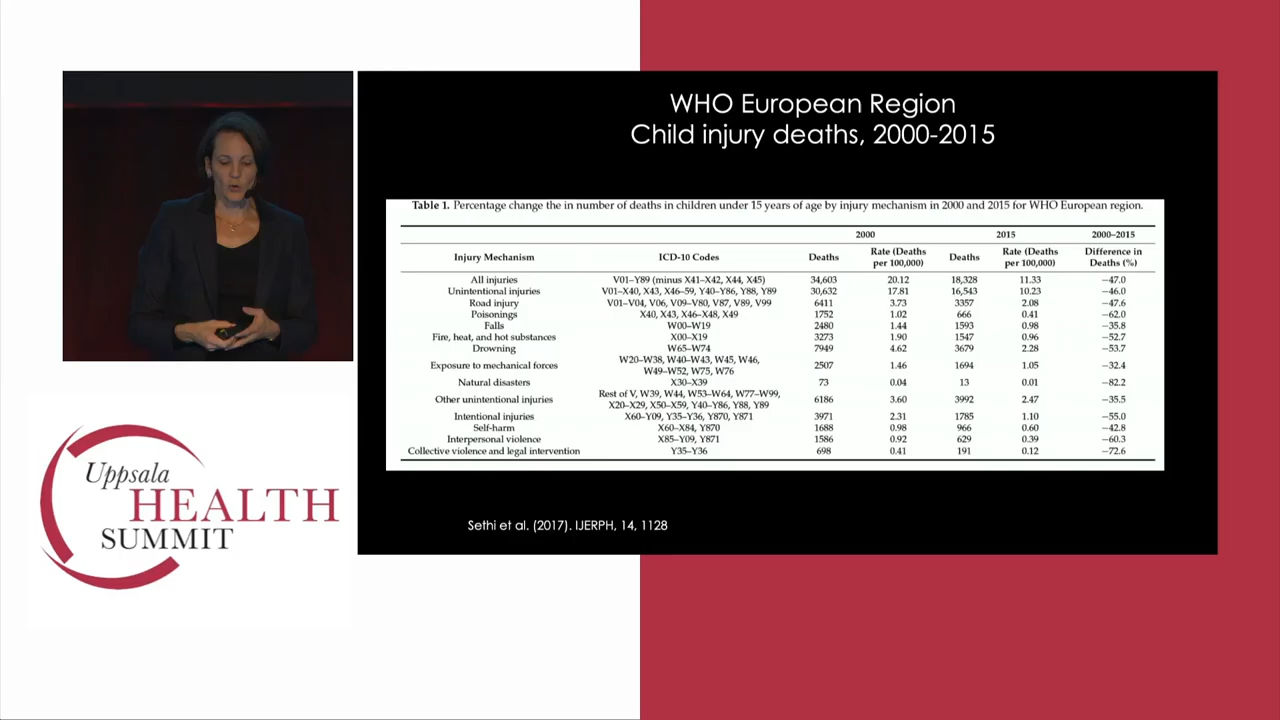 WHO European Region
Child injury deaths, 2000-2015
Table 1. Percentage change the in number of deaths in children under 15 years of age by injury mechanism in 2000 and 2015 for WHO European region.
2000 2015 2000–2015
Injury Mechanism ICD-10 Codes Deaths Rate (Deaths per 100,000) Deaths Rate (Deaths per 100,000) Difference in Deaths (%)
All injuries V01–Y89 (minus X41–X42, X44, X45) 34,603 20.12 18,328 11.33 −47.0
Unintentional injuries V01–X40, X43, X46–59, Y40–Y86, Y88, Y89 30,632 17.81 16,543 10.23 −46.0
Road injury V01–V04, V06, V09–V80, V87, V89, V99 6411 3.73 3357 2.08 −47.6
Poisonings X40, X43, X46–X48, X49 1752 1.02 666 0.41 −62.0
Falls W00–W19 2480 1.44 1593 0.98 −35.8
Fire, heat, and hot substances X00–X19 3273 1.90 1547 0.96 −52.7
Drowning W65–W74 7949 4.62 3679 2.28 −53.7
Exposure to mechanical forces W20–W38, W40–W43, W45, W46, W49–W52, W75, W76 2507 1.46 1694 1.05 −32.4
Natural disasters X30–X39 73 0.04 13 0.01 −82.2
Other unintentional injuries Rest of V, W39, W44, W53–W64, W77–W99, X20–X29, X50–X59, Y40–Y86, Y88, Y89 6186 3.60 3992 2.47 −35.5
Intentional injuries X60–Y09, Y35–Y36, Y870, Y871 3971 2.31 1785 1.10 −55.0
Self-harm X60–X84, Y870 1688 0.98 966 0.60 −42.8
Interpersonal violence X85–Y09, Y871 1586 0.92 629 0.39 −60.3
Collective violence and legal intervention Y35–Y36 698 0.41 191 0.12 −72.6
Sethi et al. (2017). IJERPH, 14, 1128
Uppsala
HEALTH
SUMMIT